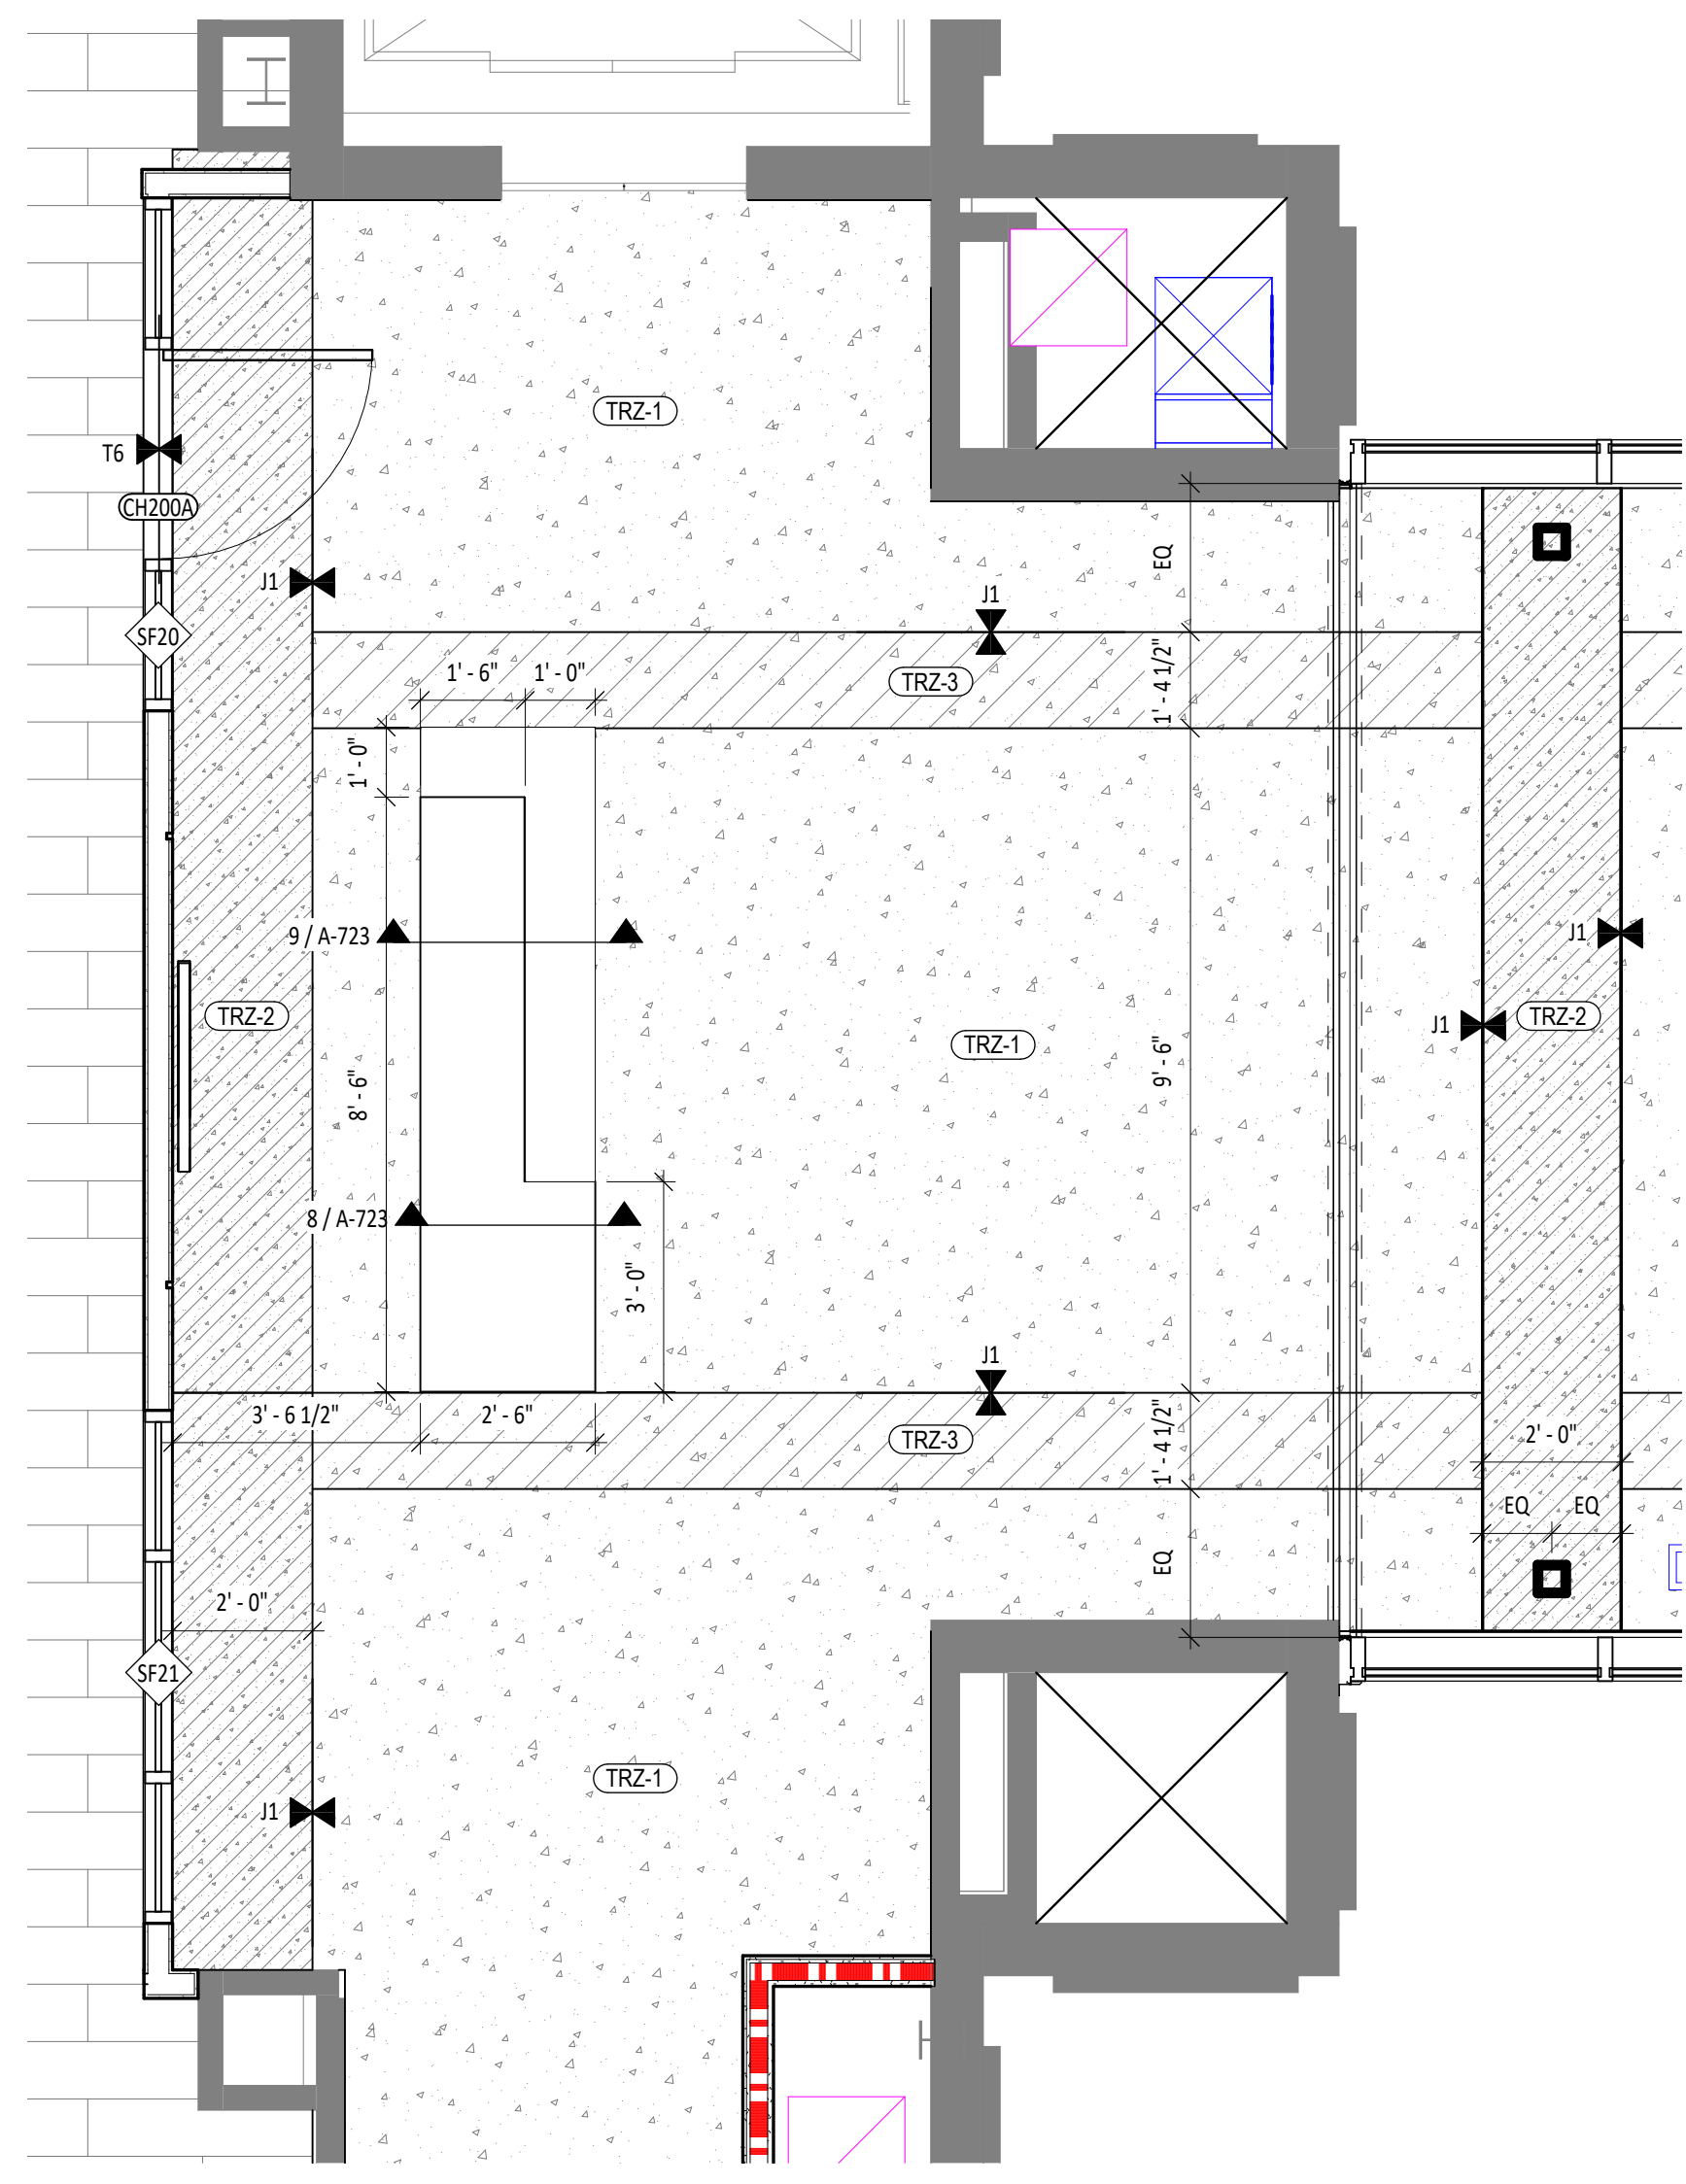 TRZ-1
T6
CH200A
EQ
J1
J1
SF20
1' - 6"
1' - 0"
TRZ-3
1' - 4 1/2"
1' - 0"
9 / A-723
J1
TRZ-2
TRZ-1
J1
TRZ-2
9' - 6"
8' - 6"
8 / A-723
3' - 0"
J1
3' - 6 1/2"
2' - 6"
TRZ-3
1' - 4 1/2"
2' - 0"
EQ
EQ
EQ
2' - 0"
SF21
TRZ-1
J1